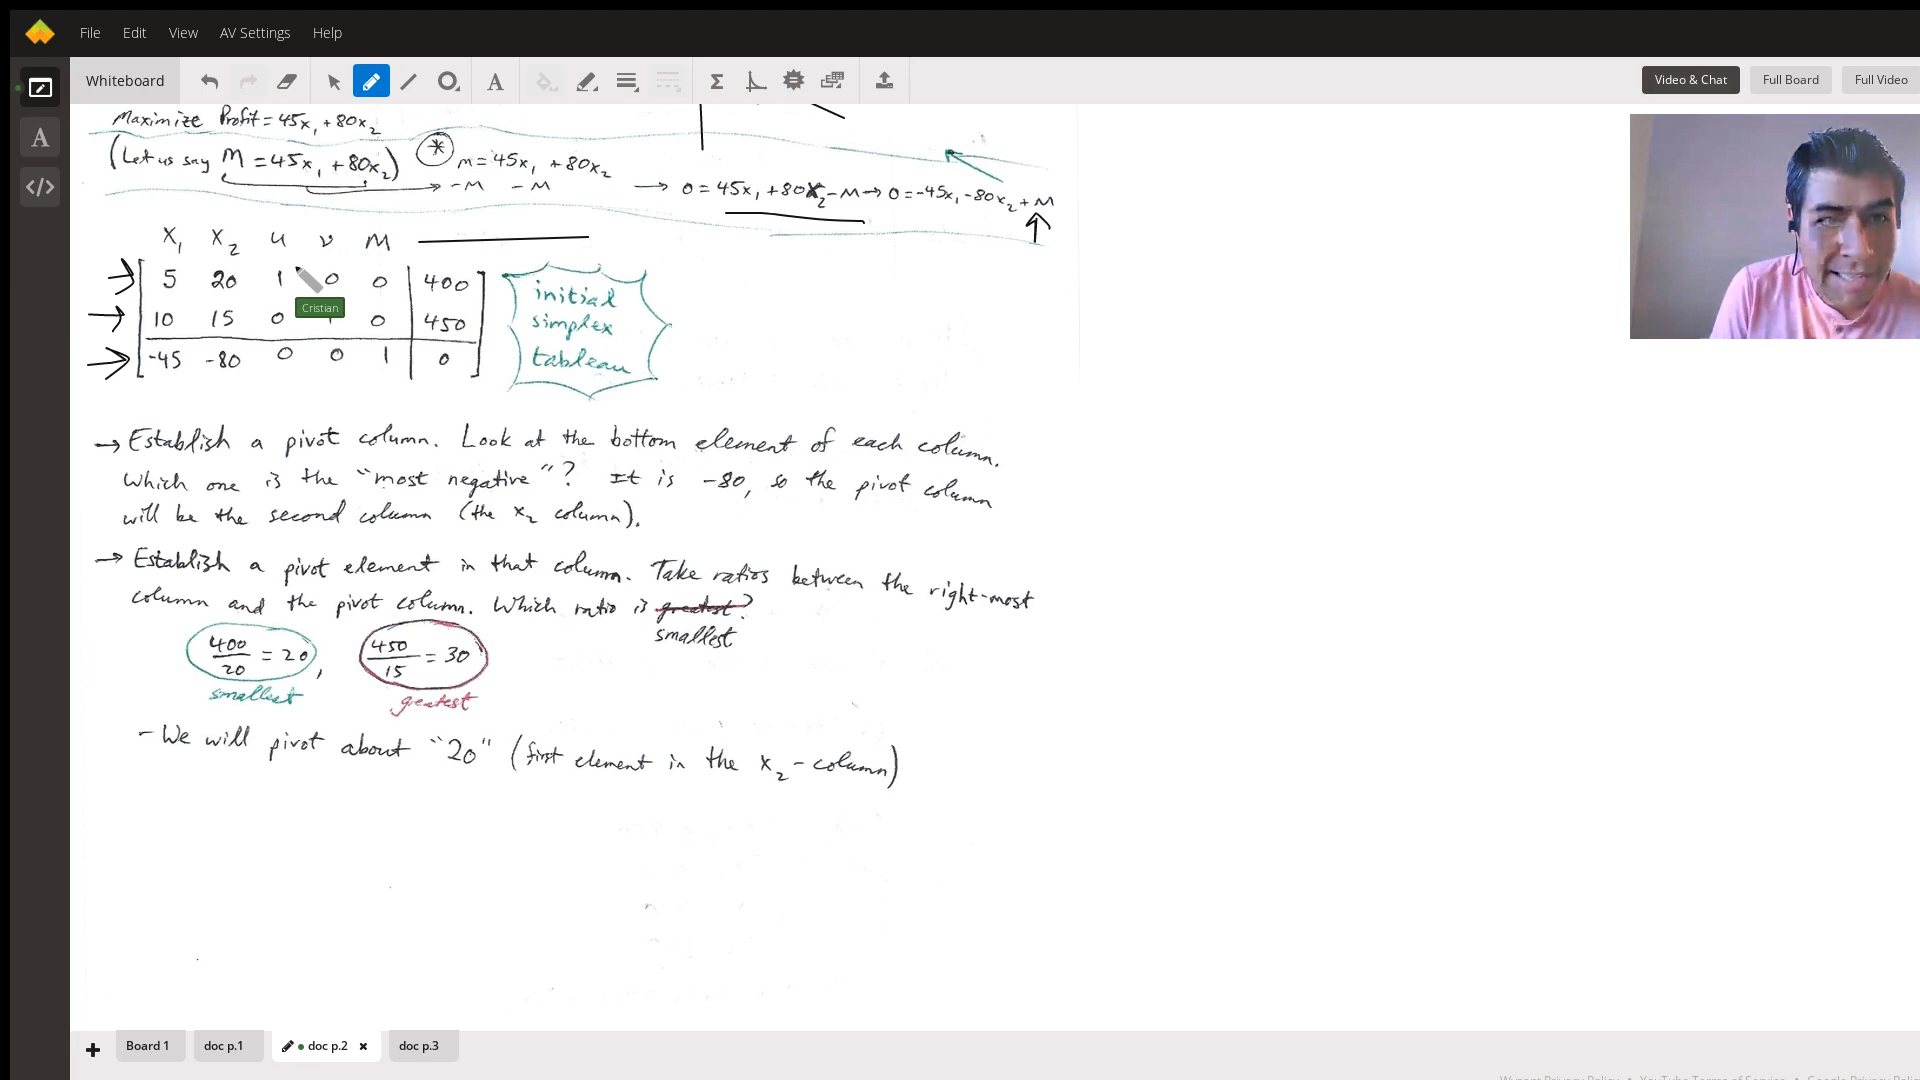 File Edit View AV Settings Help
Whiteboard
A
Σ
Video & Chat Full Board Full Video
A
</>
Maximize Profit = 45x₁ + 80x₂
(Let us say M = 45x₁ + 80x₂) * M = 45x₁ + 80x₂
-M -M → 0 = 45x₁ + 80x₂ - M → 0 = -45x₁ - 80x₂ + M
x₁ x₂ u v M
5 20 1 0 0 400
Cristian
10 15 0 1 0 450
-45 -80 0 0 1 0
initial
simplex
tableau
→ Establish a pivot column. Look at the bottom element of each column.
Which one is the "most negative"? It is -80, so the pivot column
will be the second column (the x₂ column).
→ Establish a pivot element in that column. Take ratios between the right-most
column and the pivot column. Which ratio is greatest?
smallest
400/20 = 20, 450/15 = 30
smallest greatest
- We will pivot about "20" (first element in the x₂-column)
Board 1 doc p.1 doc p.2 doc p.3